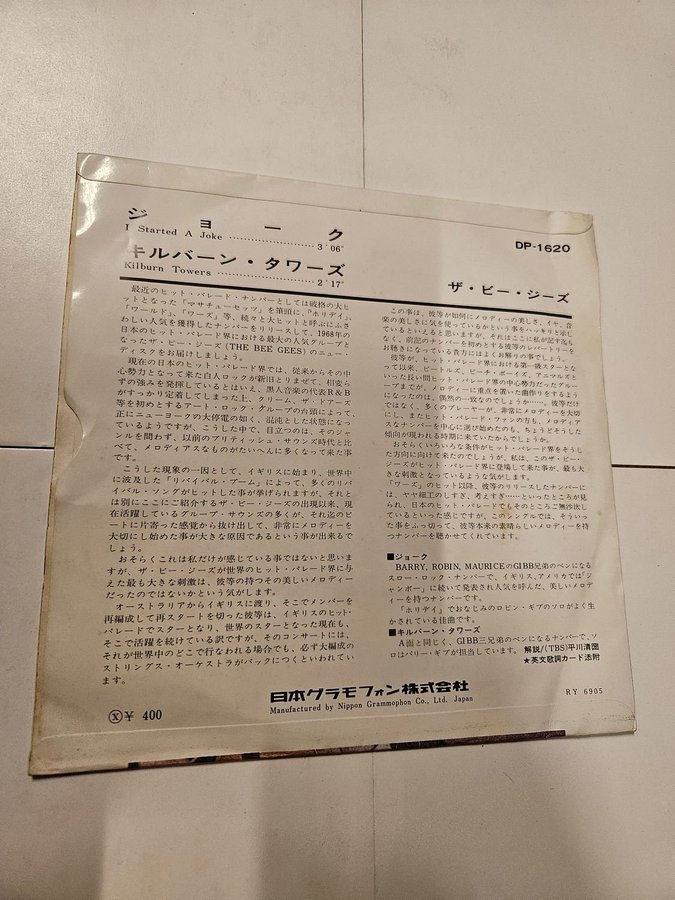 ジョーク
I Started A Joke ........................ 3´06″
キルバーン・タワーズ
Kilburn Towers ........................ 2´17″
DP-1620
ザ・ビー・ジーズ
最近のヒット・パレード・ナンバーとしては破格の大ヒ
ットとなった「マサチューセッツ」を筆頭に、「ホリデイ」、
「ワールド」、「ワーズ」等、続々と大ヒットと呼ぶにふさ
わしい人気を獲得したナンバーをリリースして、1968年の
日本のヒット・パレード界における最大の人気グループと
なったザ・ビー・ジーズ(THE BEE GEES)のニュー・
ディスクをお届けしましょう。
現在の日本のヒット・パレード界では、従来からその中
心勢力となって来た白人ロックが新旧とりまぜて、相変ら
ずの強みを発揮しているとはいえ、黒人音楽の代表R&B
がすっかり定着してしまった上、クリーム、ザ・ドアーズ
等を初めとするアート・ロック・グループの台頭によって、
正にニューヨークの大停電の如く、混沌とした状態になっ
ているようですが、こうした中で、目立つのは、そのジャ
ンルを問わず、以前のブリティッシュ・サウンズ時代と比
べて、メロディアスなものがたいへんに多くなって来た事
です。
こうした現象の一因として、イギリスに始まり、世界中
に波及した「リバイバル・ブーム」によって、多くのリバ
イバル・ソングがヒットした事が挙げられますが、それと
は別にここにご紹介するザ・ビー・ジーズの出現以来、現
在活躍しているグループ・サウンズの多くが、それ迄のビ
ートに片寄った感覚から抜け出して、非常にメロディーを
大切にし始めた事が大きな原因であるという事が出来るで
しょう。
おそらくこれは私だけが感じている事ではないと思いま
すが、ザ・ビー・ジーズが世界のヒット・パレード界に与
えた最も大きな刺激は、彼等の持つその美しいメロディー
だったのではないかという気がします。
オーストラリアからイギリスに渡り、そこでメンバーを
再編成して再スタートを切った彼等は、イギリスのヒット・
パレードでスターとなり、世界のスターとなった現在も、
そこで活躍を続けている訳ですが、そのコンサートには、
それが世界中のどこで行なわれる場合でも、必ず大編成の
ストリングス・オーケストラがバックにつくといわれてい
ます。
この事は、彼等が如何にメロディーの美しさ、イヤ、音
楽の美しさに気を使っているかという事をハッキリと示し
ているといえると思いますが、それはここに私が記す迄も
なく、前記のナンバーを初めとする彼等のレパートリーを
お聴きになっている貴方にはよくお解りの事でしょう。
彼等が、ヒット・パレード界における第一級スターとな
って以来、ビートルズ、ビーチ・ボーイズ、アニマルズと
いった長い間ヒット・パレード界の中心勢力だったグルー
プまでが、メロディーに重点を置いた曲作りをするよう
になったのは、偶然の一致なのでしょうか……。彼等だけ
ではなく、多くのプレーヤーが、非常にメロディーを大切
にし、またヒット・パレード・ファンの方も、メロディア
スなナンバーを中心に選び始めたのも、ちょうどそうした
傾向が現われる時期に来ていたからでしょうか。
おそらくいろいろな条件がヒット・パレード界をそうし
た方向に向けて来たのでしょうが、私は、このザ・ビー・
ジーズがヒット・パレード界に登場して来た事が、最も大
きな刺激となっているような気がします。
「ワーズ」のヒット以降、彼等のリリースしたナンバーに
は、ヤヤ細工のしすぎ、考えすぎ……といったところが見
られ、日本のヒット・パレードでもそのところご無沙汰し
ているといった感じですが、このシングルでは、そういっ
た事をふっ切って、彼等本来の素晴らしいメロディーを持
つナンバーを聴かせてくれています。
■ジョーク
BARRY, ROBIN, MAURICEのGIBB兄弟のペンになる
スロー・ロック・ナンバーで、イギリス、アメリカでは「ジ
ャンボー」に続いて発表され人気を呼んだ、美しいメロデ
ィーを持つナンバーです。
「ホリデイ」でおなじみのロビン・ギブのソロがよく生
かされている佳曲です。
■キルバーン・タワーズ
A面と同じく、GIBB三兄弟のペンになるナンバーで、ソ
ロはバリー・ギブが担当しています。 解説/(TBS)平川清圀
★英文歌詞カード添附
日本グラモフォン株式会社
Manufactured by Nippon Grammophon Co., Ltd. Japan
RY 6905
Ⓧ¥ 400